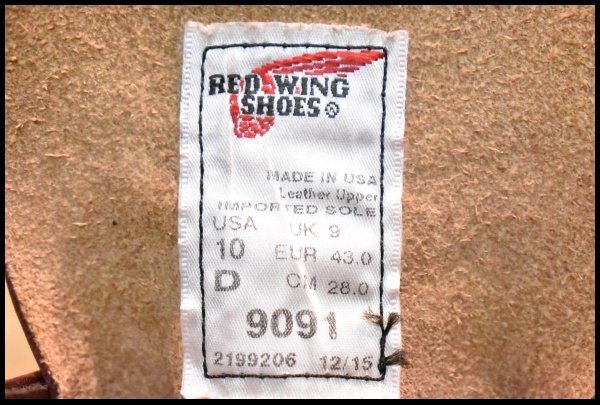 RED WING
SHOES ®
MADE IN USA
Leather Upper
IMPORTED SOLE
USA UK 9
10 EUR 43.0
D CM 28.0
9091
2199206 12/15